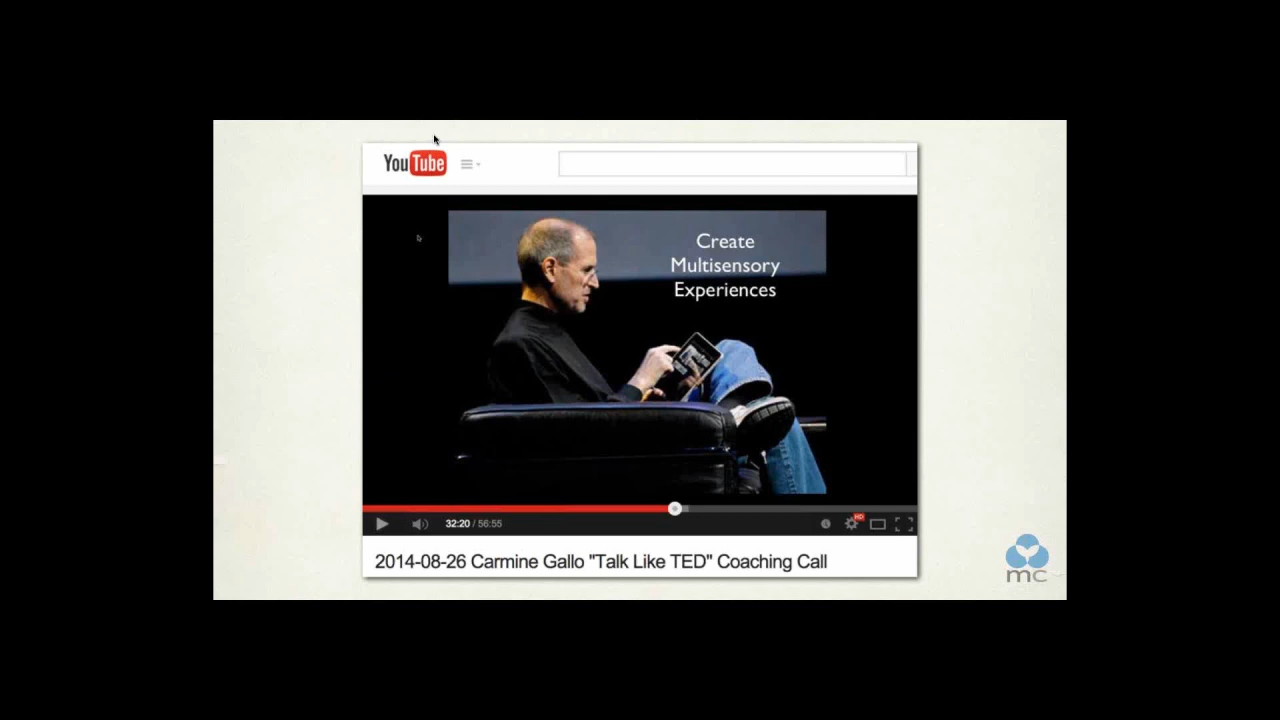 YouTube
Create
Multisensory
Experiences
32:20 / 56:55
HD
2014-08-26 Carmine Gallo "Talk Like TED" Coaching Call
mc